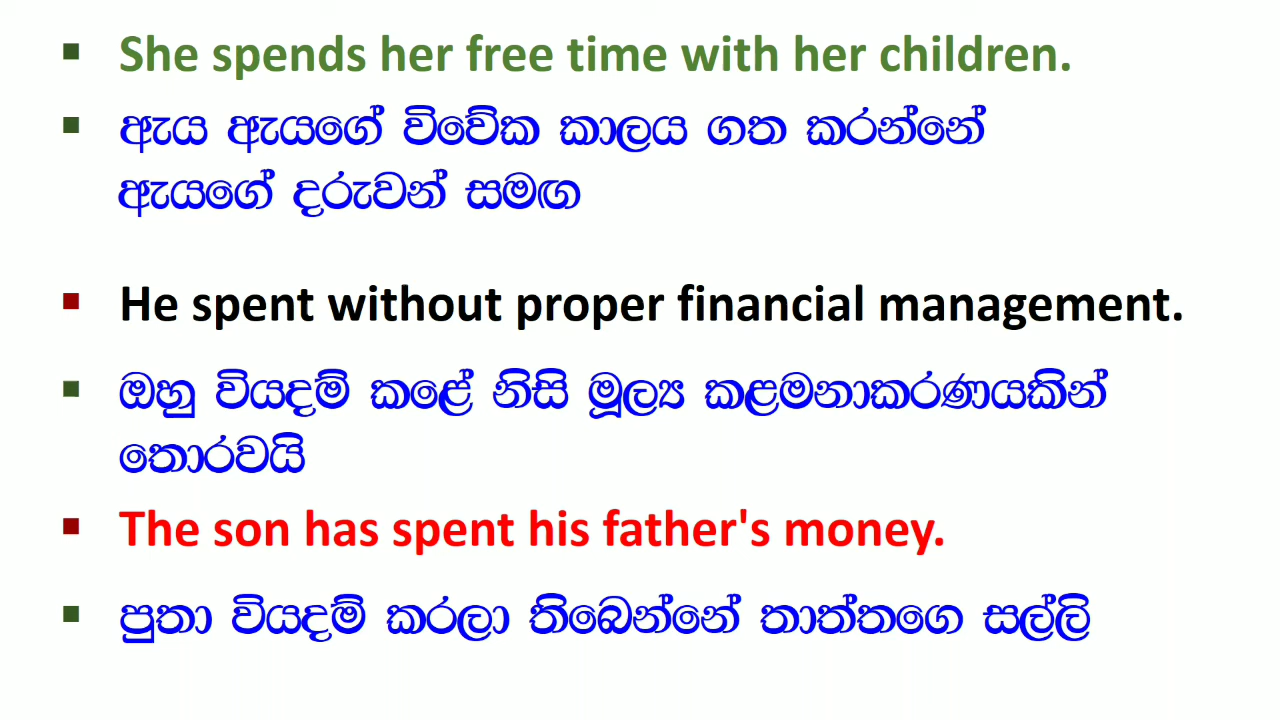 She spends her free time with her children.
ඇය ඇයගේ විවේක කාලය ගත කරන්නේ
ඇයගේ දරුවන් සමඟ
He spent without proper financial management.
ඔහු වියදම් කළේ නිසි මූල්‍ය කළමනාකරණයකින්
තොරවයි
The son has spent his father's money.
පුතා වියදම් කරලා තිබෙන්නේ තාත්තගෙ සල්ලි